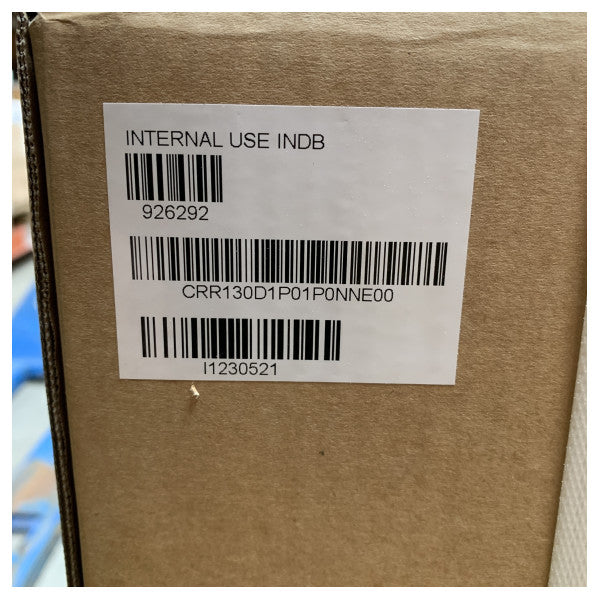 INTERNAL USE INDB
926292
CRR130D1P01P0NNE00
I1230521